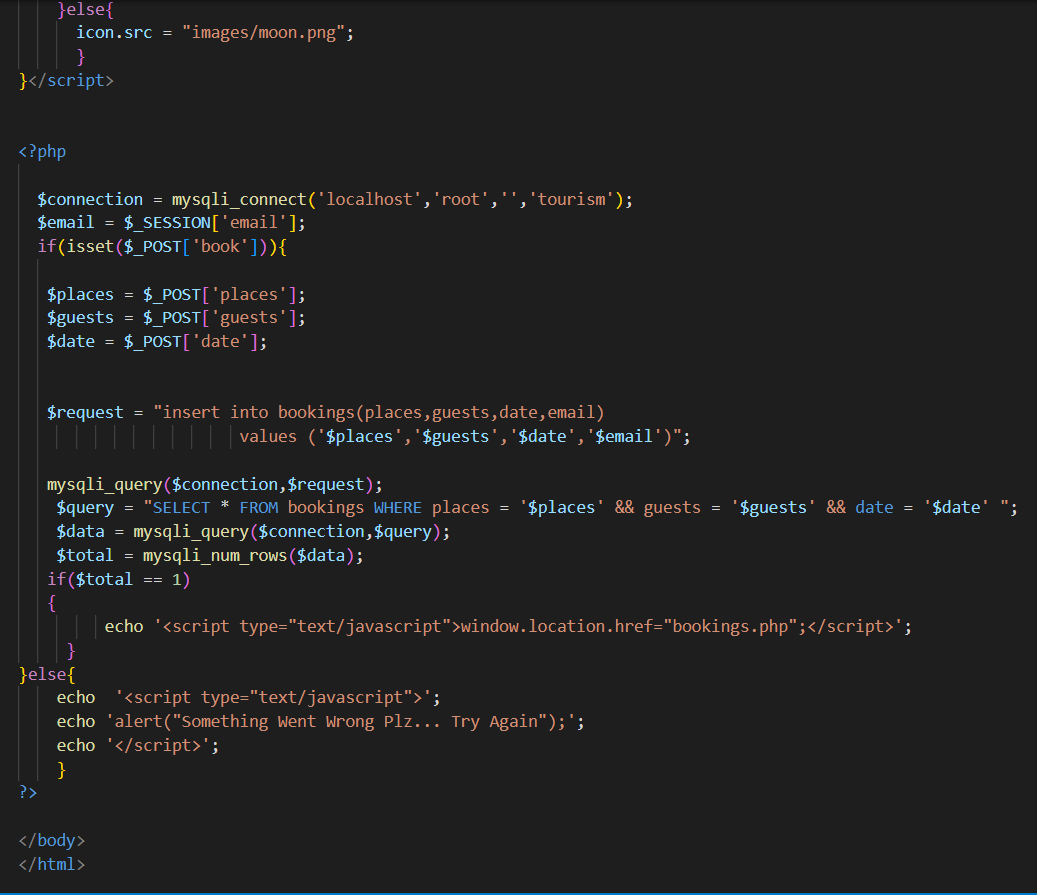 }else{
icon.src = "images/moon.png";
}
}</script>
<?php
$connection = mysqli_connect('localhost','root','','tourism');
$email = $_SESSION['email'];
if(isset($_POST['book'])){
$places = $_POST['places'];
$guests = $_POST['guests'];
$date = $_POST['date'];
$request = "insert into bookings(places,guests,date,email)
values ('$places','$guests','$date','$email')";
mysqli_query($connection,$request);
$query = "SELECT * FROM bookings WHERE places = '$places' && guests = '$guests' && date = '$date' ";
$data = mysqli_query($connection,$query);
$total = mysqli_num_rows($data);
if($total == 1)
{
echo '<script type="text/javascript">window.location.href="bookings.php";</script>';
}
}else{
echo  '<script type="text/javascript">';
echo 'alert("Something Went Wrong Plz... Try Again");';
echo '</script>';
}
?>
</body>
</html>